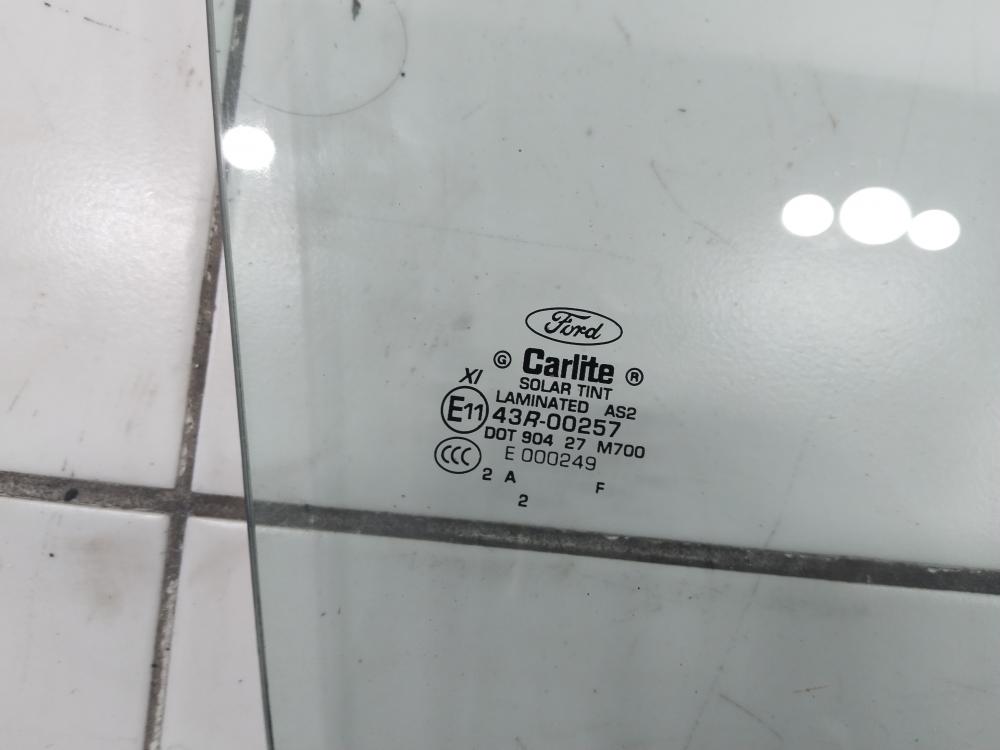 Ford
G Carlite ®
SOLAR TINT
XI LAMINATED AS2
E11 43R-00257
DOT 904 27 M700
CCC E 000249
2 A F
2